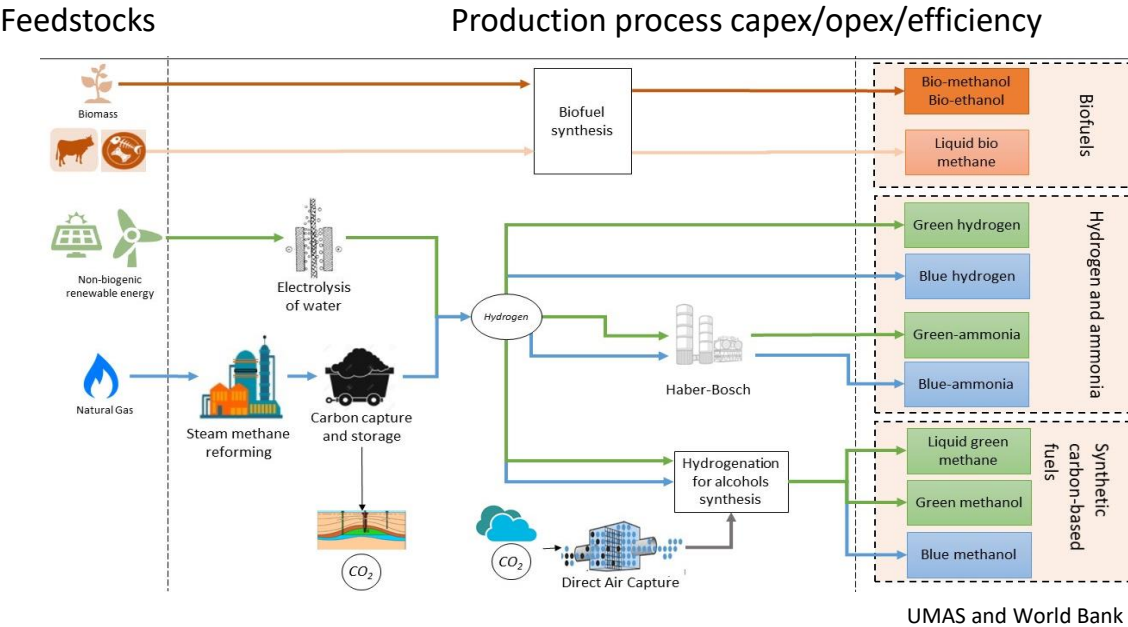 Feedstocks
Production process capex/opex/efficiency
Biomass
Biofuel
synthesis
Bio-methanol
Bio-ethanol
Liquid bio
methane
Biofuels
Non-biogenic
renewable energy
Electrolysis
of water
Hydrogen
Green hydrogen
Blue hydrogen
Haber-Bosch
Green-ammonia
Blue-ammonia
Hydrogen and ammonia
Natural Gas
Steam methane
reforming
Carbon capture
and storage
CO2
CO2
Direct Air Capture
Hydrogenation
for alcohols
synthesis
Liquid green
methane
Green methanol
Blue methanol
Synthetic
carbon-based
fuels
UMAS and World Bank